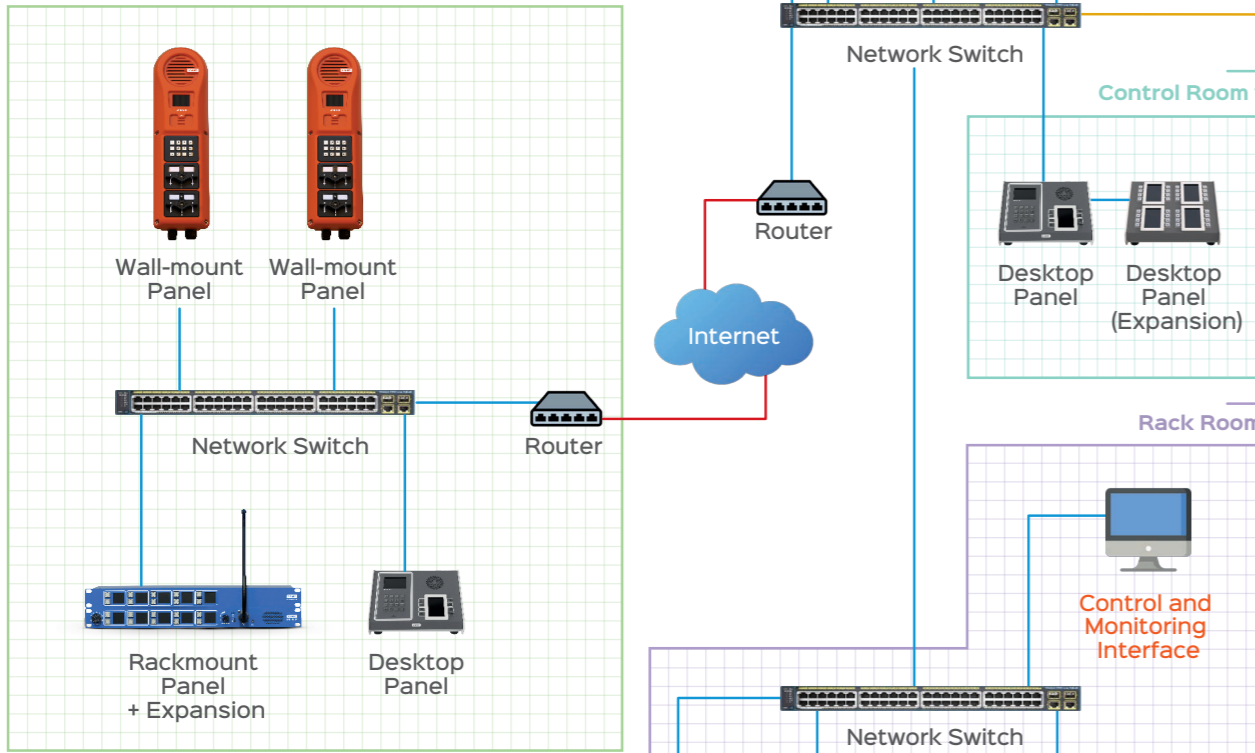 Wall-mount
Panel
Wall-mount
Panel
Network Switch
Router
Rackmount
Panel
+ Expansion
Desktop
Panel
Network Switch
Router
Internet
Control Room
Desktop
Panel
Desktop
Panel
(Expansion)
Rack Room
Control and
Monitoring
Interface
Network Switch